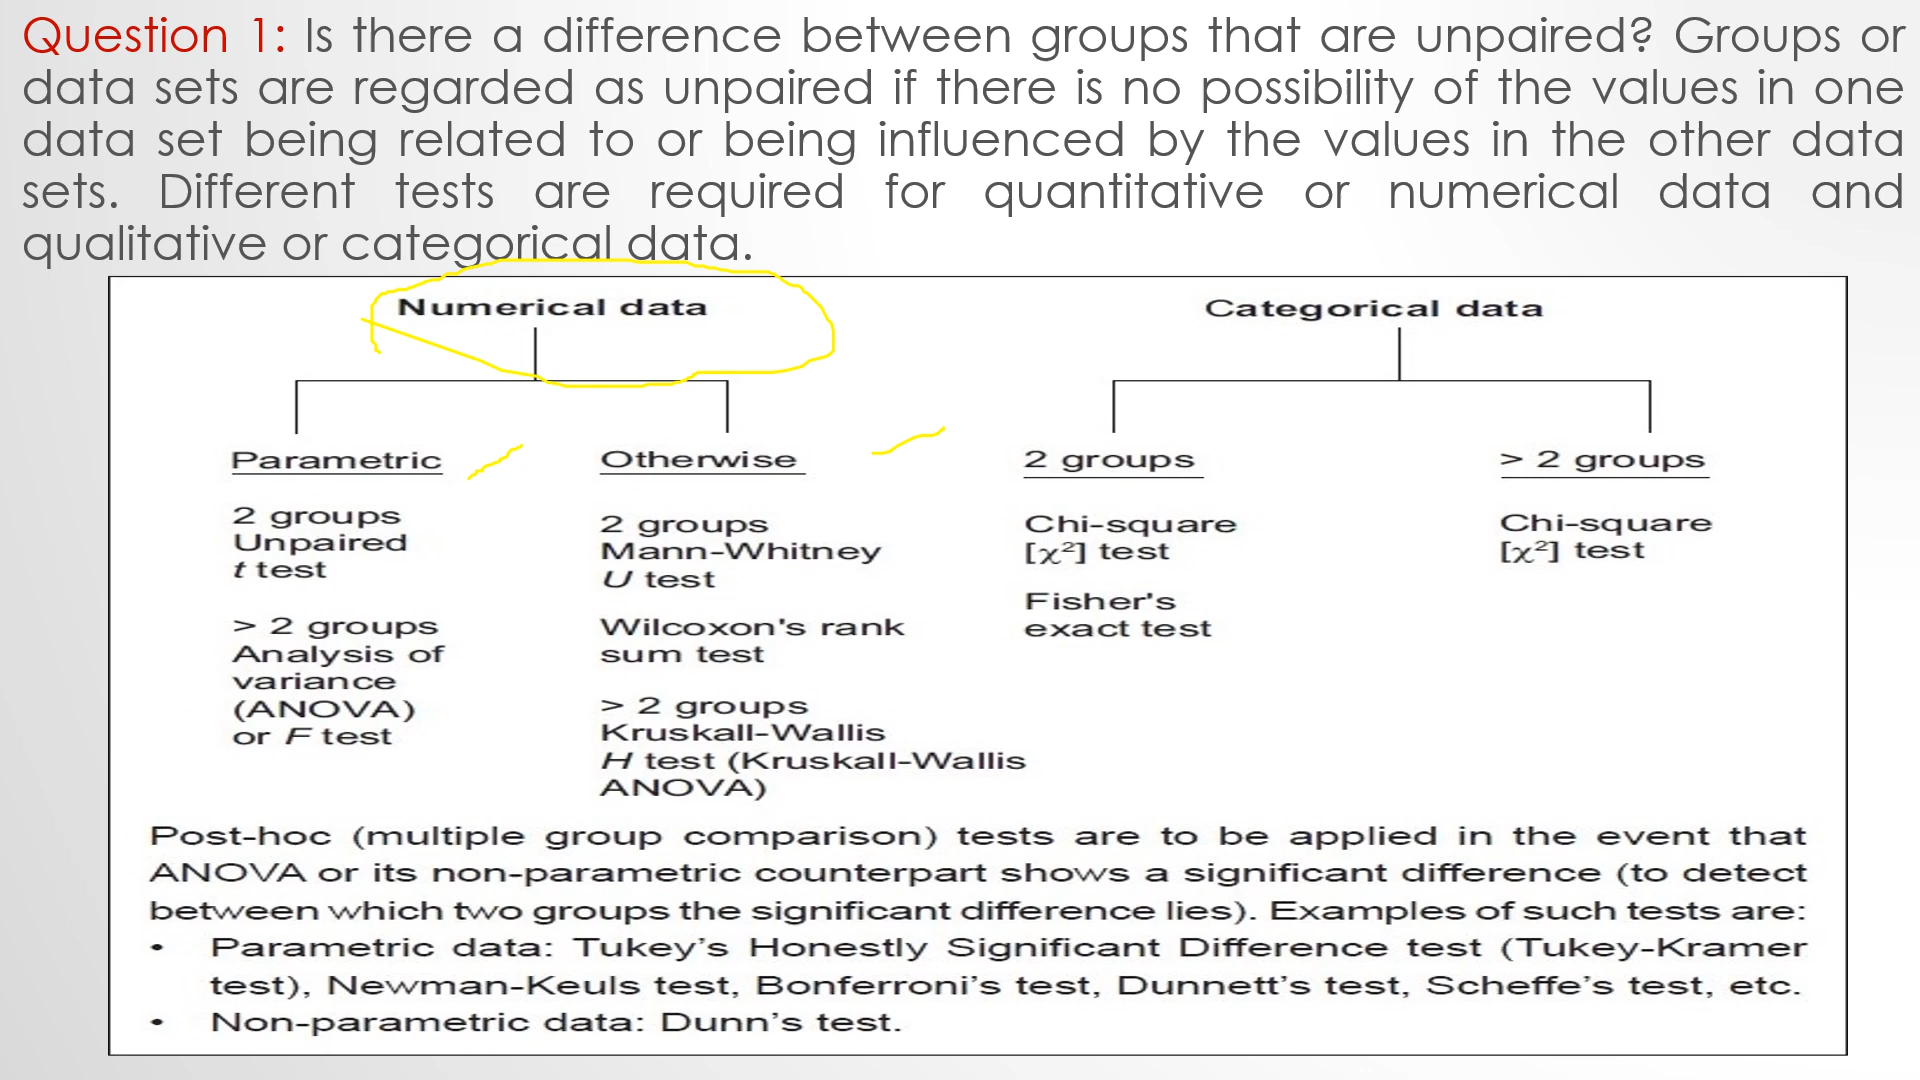 Question 1: Is there a difference between groups that are unpaired? Groups or
data sets are regarded as unpaired if there is no possibility of the values in one
data set being related to or being influenced by the values in the other data
sets. Different tests are required for quantitative or numerical data and
qualitative or categorical data.
Numerical data
Categorical data
Parametric
2 groups
Unpaired
t test
> 2 groups
Analysis of
variance
(ANOVA)
or F test
Otherwise
2 groups
Mann-Whitney
U test
Wilcoxon's rank
sum test
> 2 groups
Kruskall-Wallis
H test (Kruskall-Wallis
ANOVA)
2 groups
Chi-square
[χ²] test
Fisher's
exact test
> 2 groups
Chi-square
[χ²] test
Post-hoc (multiple group comparison) tests are to be applied in the event that
ANOVA or its non-parametric counterpart shows a significant difference (to detect
between which two groups the significant difference lies). Examples of such tests are:
• Parametric data: Tukey’s Honestly Significant Difference test (Tukey-Kramer
test), Newman-Keuls test, Bonferroni’s test, Dunnett’s test, Scheffe’s test, etc.
• Non-parametric data: Dunn’s test.